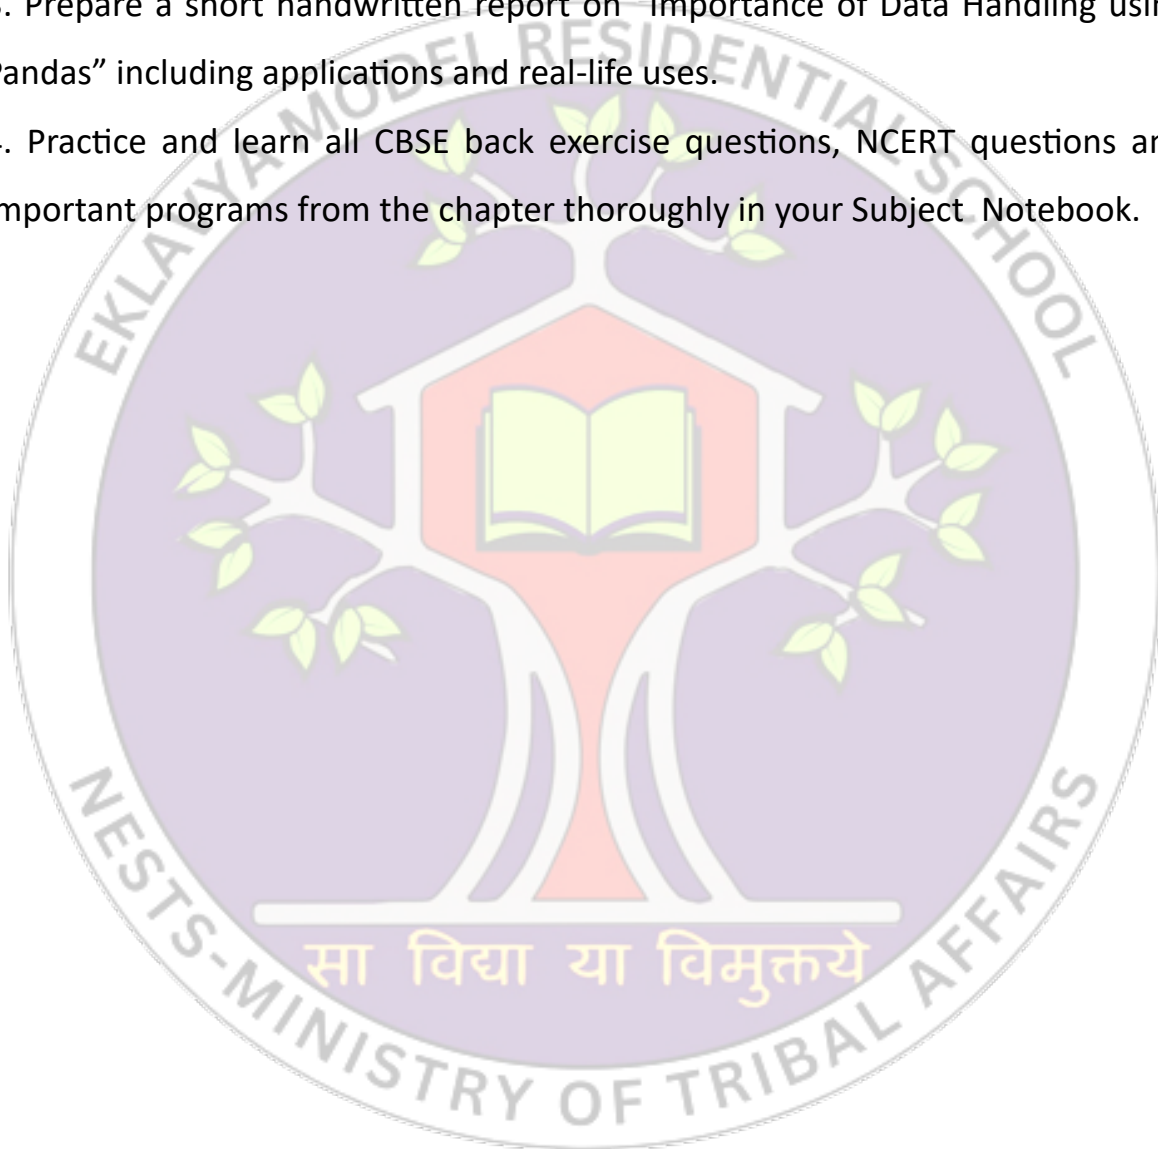 . Prepare a short handwritten report on "Importance of Data Handling usin
Pandas” including applications and real-life uses.
. Practice and learn all CBSE back exercise questions, NCERT questions an
mportant programs from the chapter thoroughly in your Subject Notebook.
EKLAVYA MODEL RESIDENTIAL SCHOOL
सा विद्या या विमुक्तये
NESTS-MINISTRY OF TRIBAL AFFAIRS